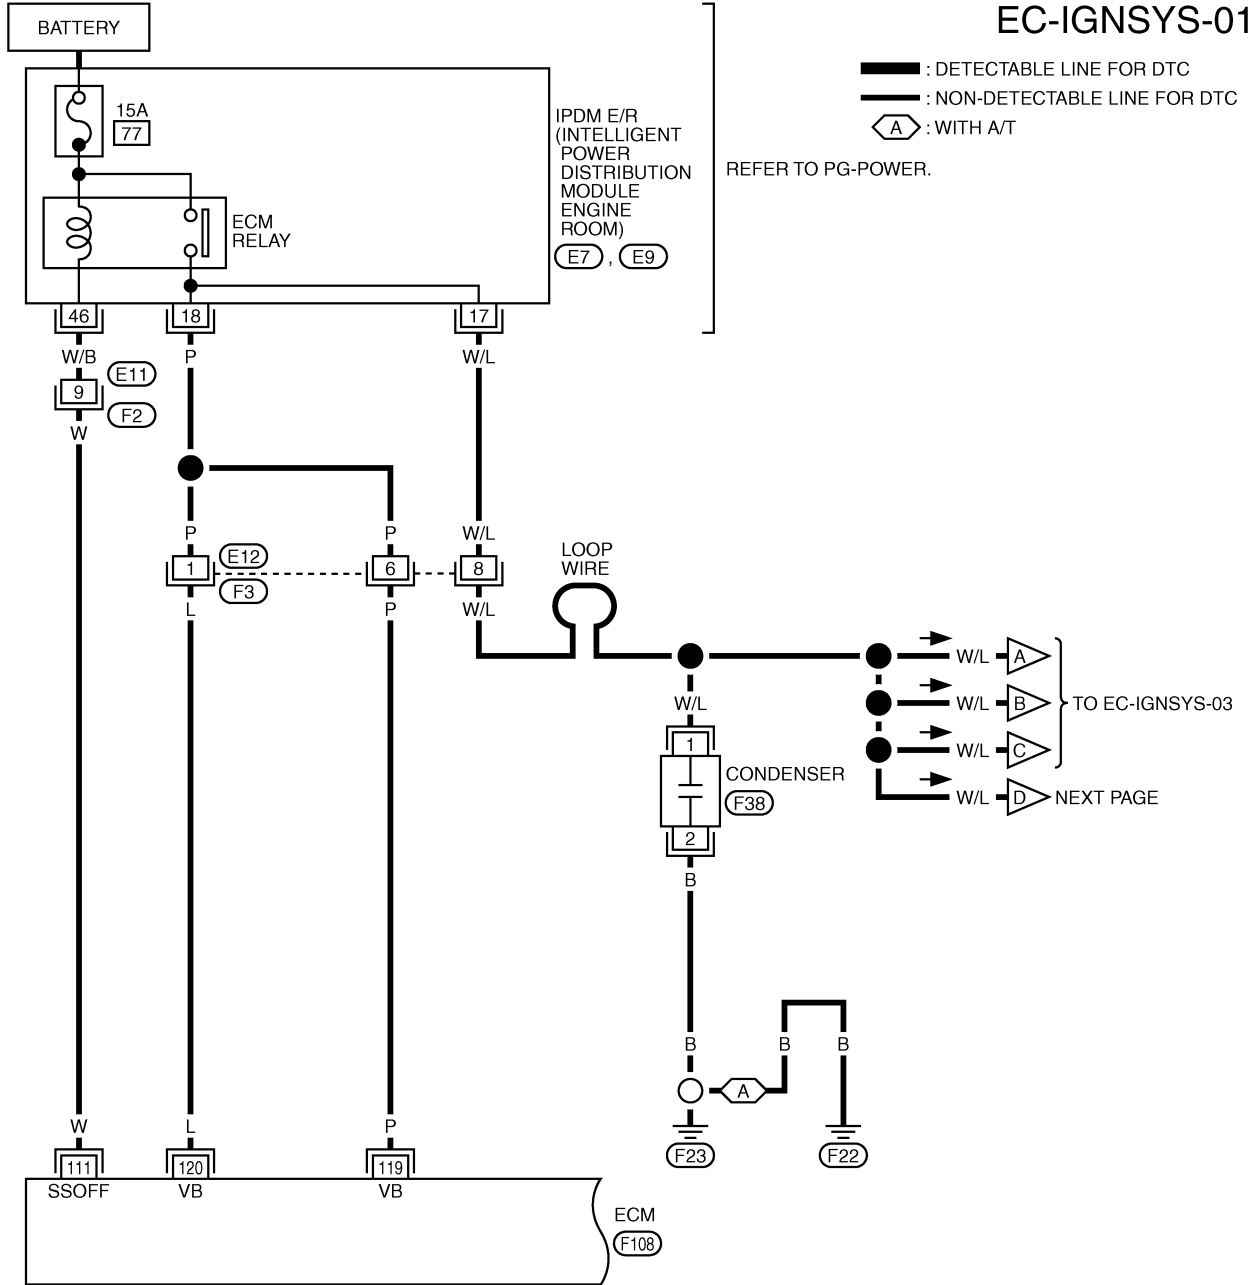 EC-IGNSYS-01
BATTERY
: DETECTABLE LINE FOR DTC
: NON-DETECTABLE LINE FOR DTC
A : WITH A/T
15A
77
IPDM E/R
(INTELLIGENT
POWER
DISTRIBUTION
MODULE
ENGINE
ROOM)
E7 , E9
REFER TO PG-POWER.
ECM
RELAY
46 18 17
W/B P W/L
E11
9
F2
W
P P W/L
E12
1 6 8
F3
L P W/L
LOOP
WIRE
W/L A
W/L B
W/L C
TO EC-IGNSYS-03
W/L D NEXT PAGE
W/L
1
CONDENSER
F38
2
B
B B B
A
F23 F22
W L P
111 120 119
SSOFF VB VB
ECM
F108